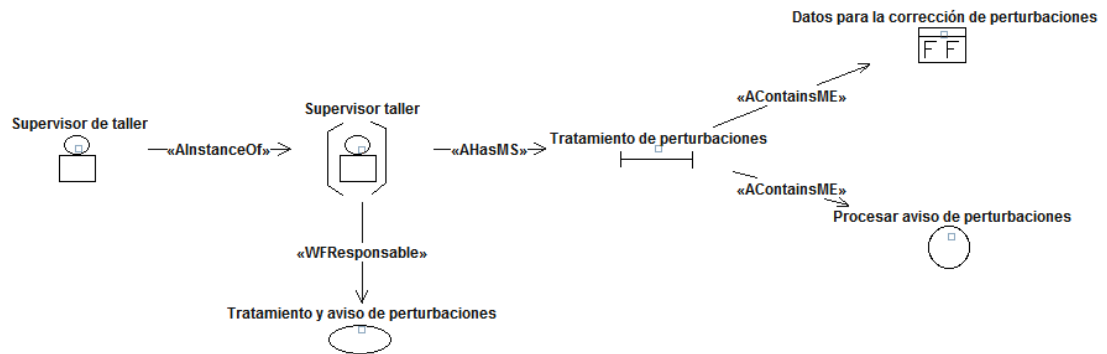 Datos para la corrección de perturbaciones
F F
«AContainsME»
Supervisor de taller
Supervisor taller
«AInstanceOf»
«AHasMS»
Tratamiento de perturbaciones
«AContainsME»
Procesar aviso de perturbaciones
«WFResponsable»
Tratamiento y aviso de perturbaciones